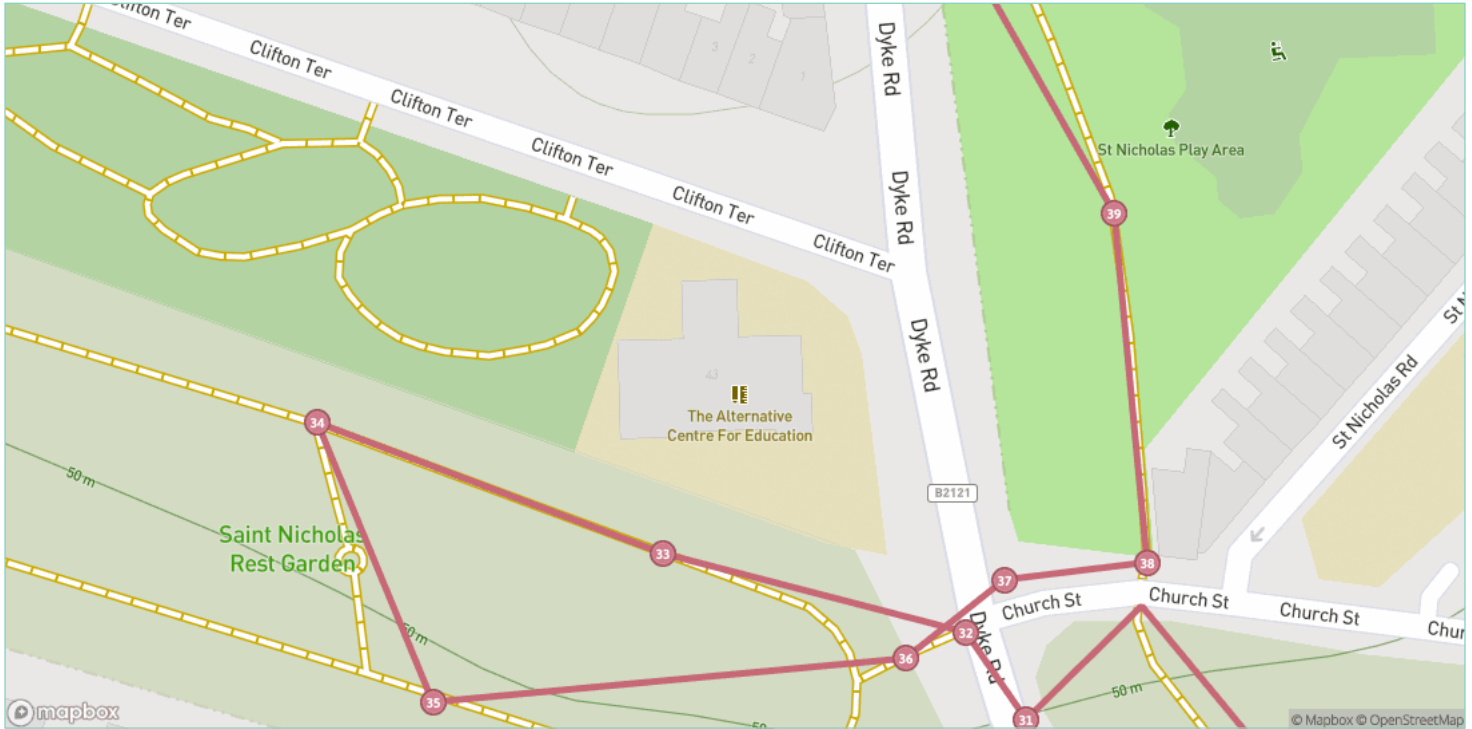 Clifton Ter
Clifton Ter
Clifton Ter
Clifton Ter
Clifton Ter
Clifton Ter
3
2
1
Dyke Rd
Dyke Rd
Dyke Rd
St Nicholas Play Area
39
43
The Alternative
Centre For Education
St Nicholas Rd
St N
B2121
34
50 m
Saint Nicholas
Rest Garden
33
38
37
Church St
Church St
Church St
Chur
32
Dyke Rd
50 m
36
35
31
50 m
50
mapbox
© Mapbox © OpenStreetMap